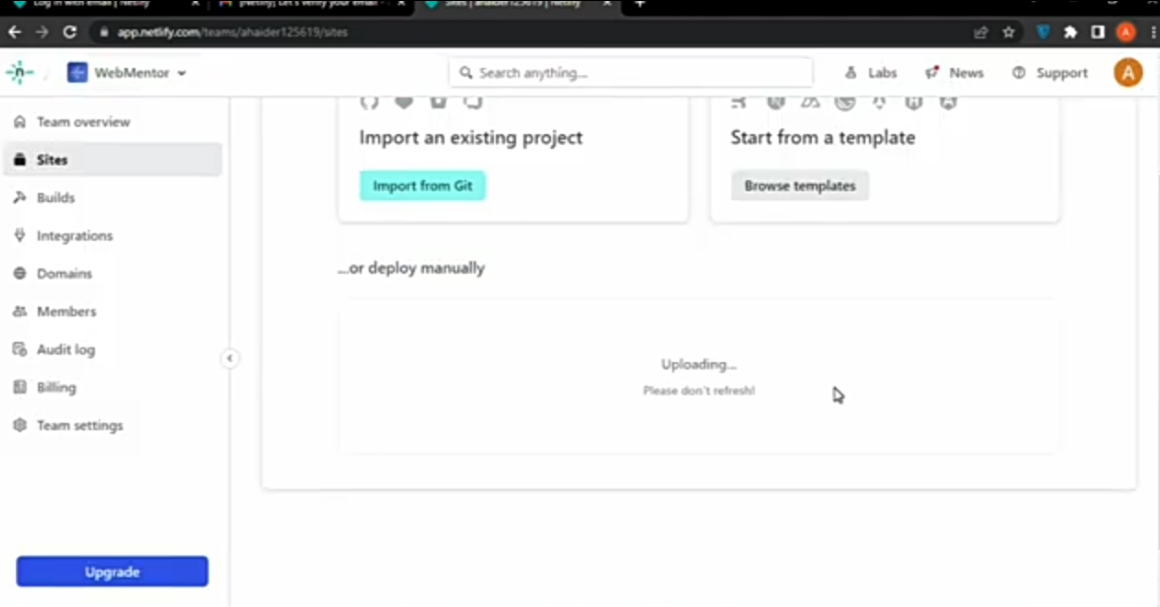 Log in with email | Netlify
[Netlify] Let's verify your email -
Sites | ahaider125619 | Netlify
app.netlify.com/teams/ahaider125619/sites
A
WebMentor
Search anything...
Labs
News
Support
A
Team overview
Sites
Builds
Integrations
Domains
Members
Audit log
Billing
Team settings
Upgrade
Import an existing project
Import from Git
Start from a template
Browse templates
...or deploy manually
Uploading...
Please don't refresh!